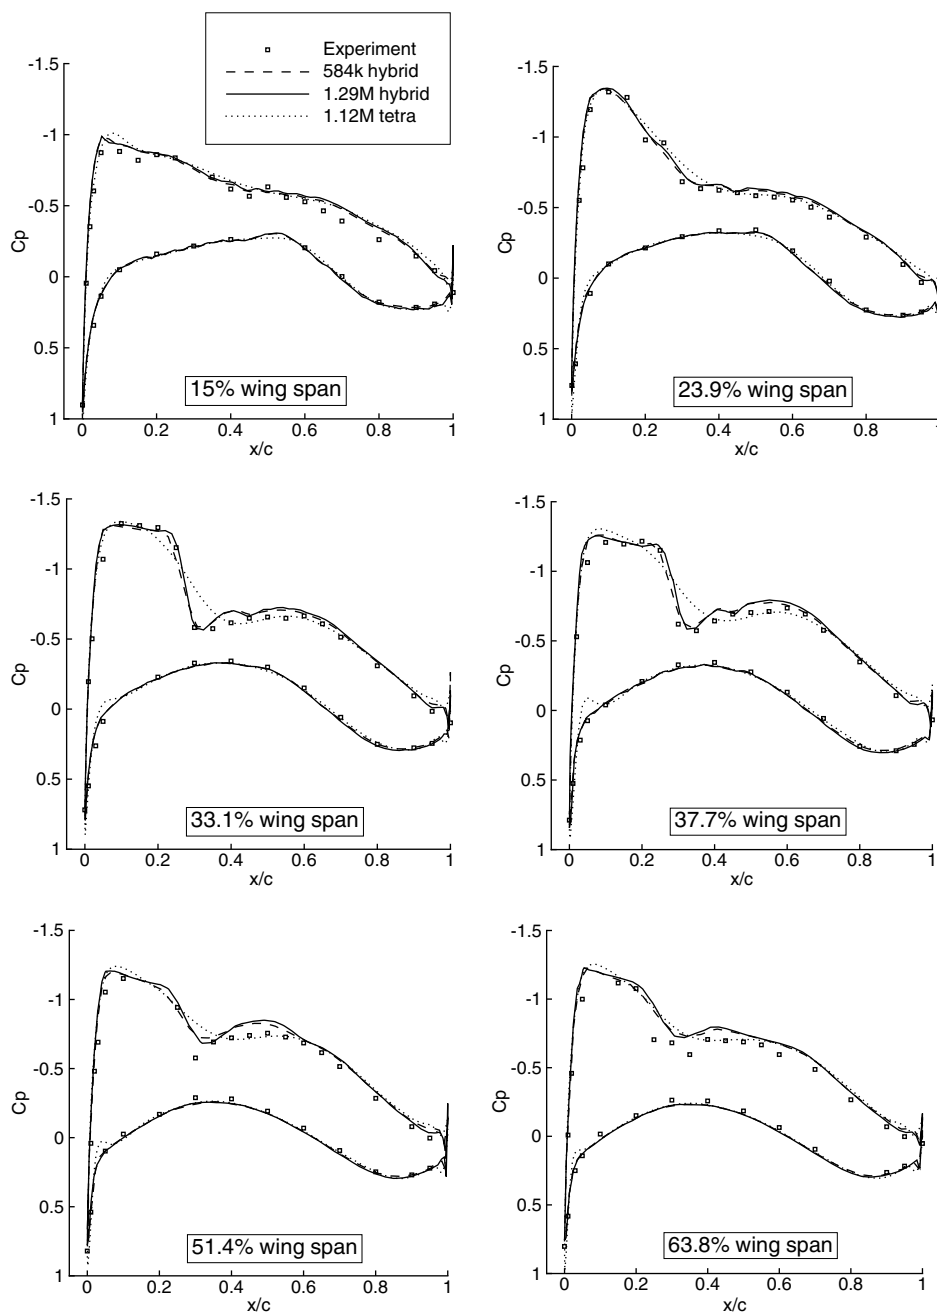 Experiment
584k hybrid
1.29M hybrid
1.12M tetra
-1.5
-1
-0.5
0
0.5
1
Cp
0 0.2 0.4 0.6 0.8 1
x/c
15% wing span
-1.5
-1
-0.5
0
0.5
1
Cp
0 0.2 0.4 0.6 0.8 1
x/c
23.9% wing span
-1.5
-1
-0.5
0
0.5
1
Cp
0 0.2 0.4 0.6 0.8 1
x/c
33.1% wing span
-1.5
-1
-0.5
0
0.5
1
Cp
0 0.2 0.4 0.6 0.8 1
x/c
37.7% wing span
-1.5
-1
-0.5
0
0.5
1
Cp
0 0.2 0.4 0.6 0.8 1
x/c
51.4% wing span
-1.5
-1
-0.5
0
0.5
1
Cp
0 0.2 0.4 0.6 0.8 1
x/c
63.8% wing span